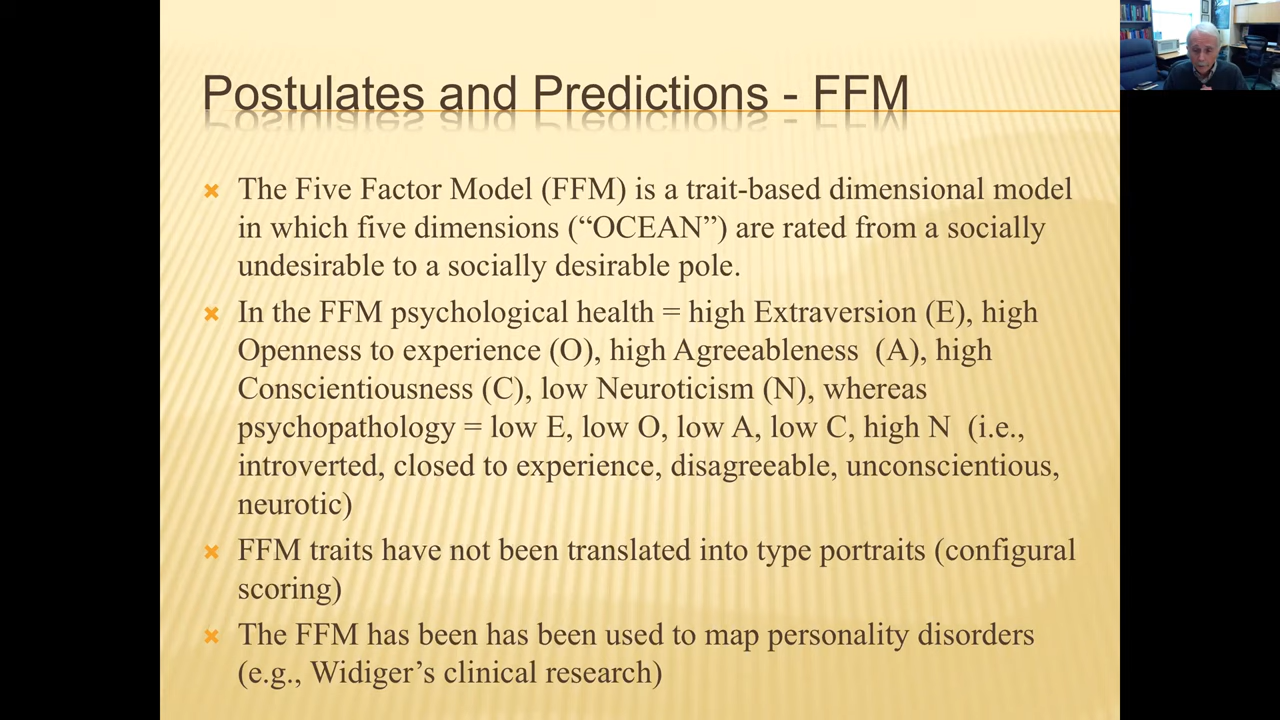 Postulates and Predictions - FFM
The Five Factor Model (FFM) is a trait-based dimensional model
in which five dimensions (“OCEAN”) are rated from a socially
undesirable to a socially desirable pole.
In the FFM psychological health = high Extraversion (E), high
Openness to experience (O), high Agreeableness (A), high
Conscientiousness (C), low Neuroticism (N), whereas
psychopathology = low E, low O, low A, low C, high N (i.e.,
introverted, closed to experience, disagreeable, unconscientious,
neurotic)
FFM traits have not been translated into type portraits (configural
scoring)
The FFM has been has been used to map personality disorders
(e.g., Widiger’s clinical research)